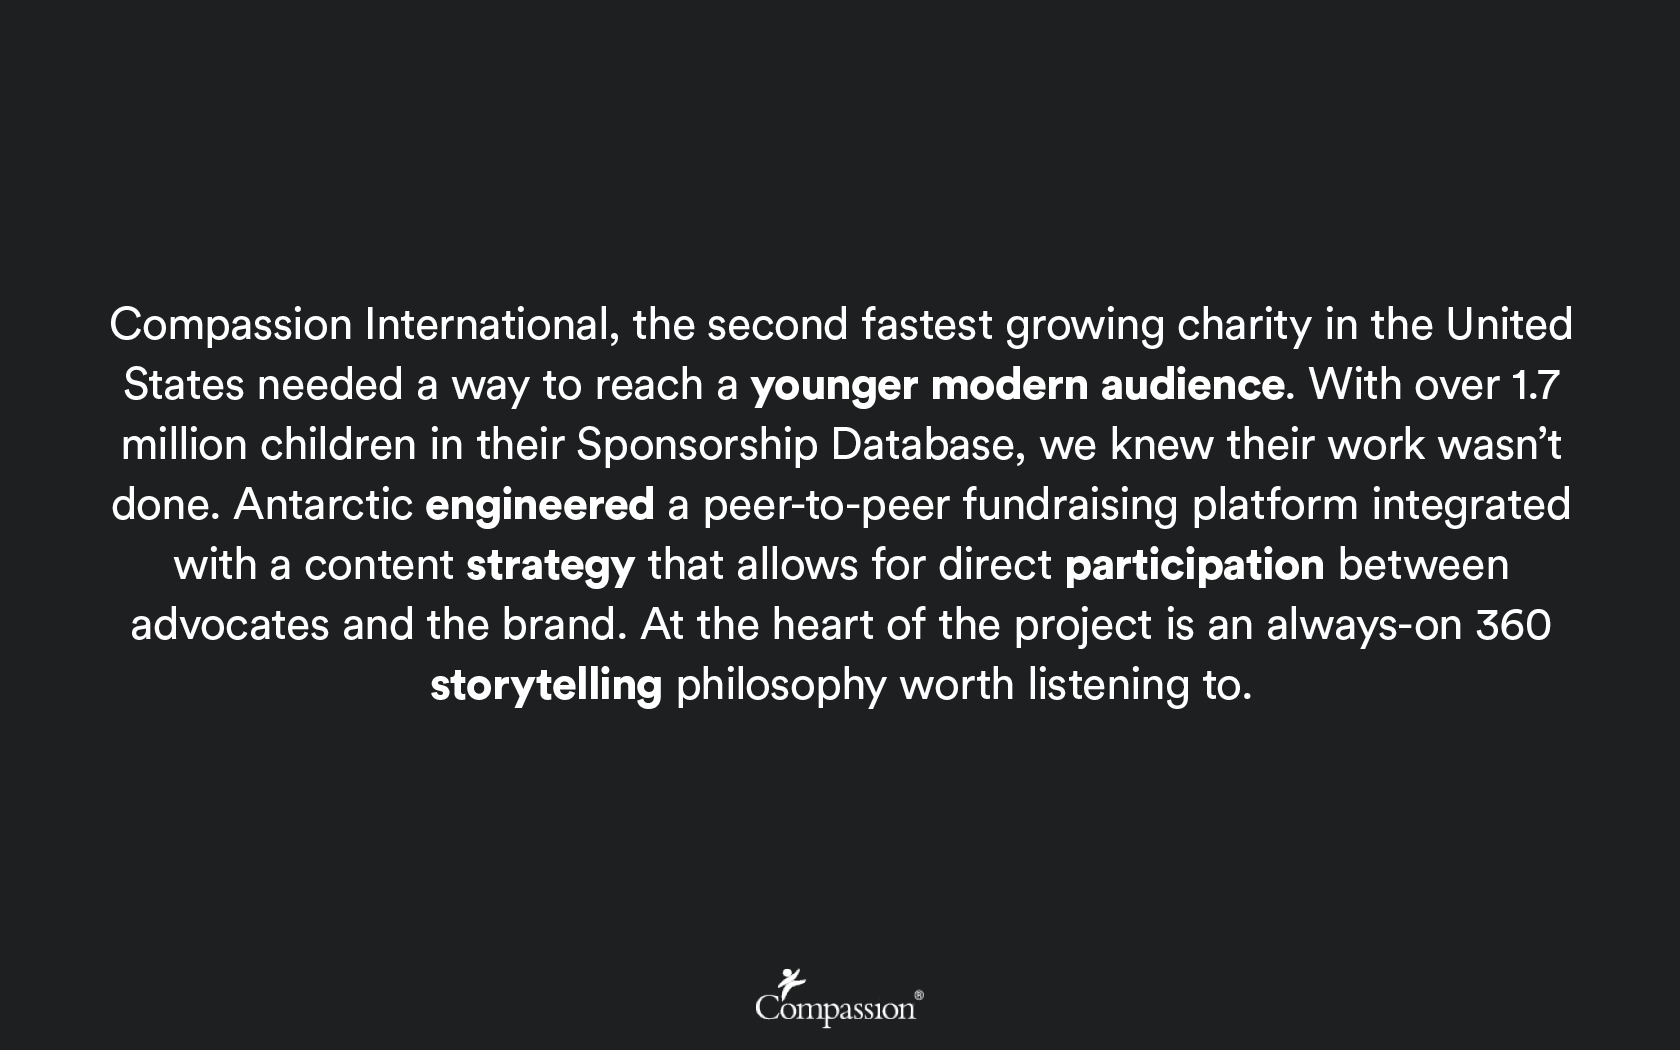 Compassion International, the second fastest growing charity in the United
States needed a way to reach a younger modern audience. With over 1.7
million children in their Sponsorship Database, we knew their work wasn’t
done. Antarctic engineered a peer-to-peer fundraising platform integrated
with a content strategy that allows for direct participation between
advocates and the brand. At the heart of the project is an always-on 360
storytelling philosophy worth listening to.
Compassion®